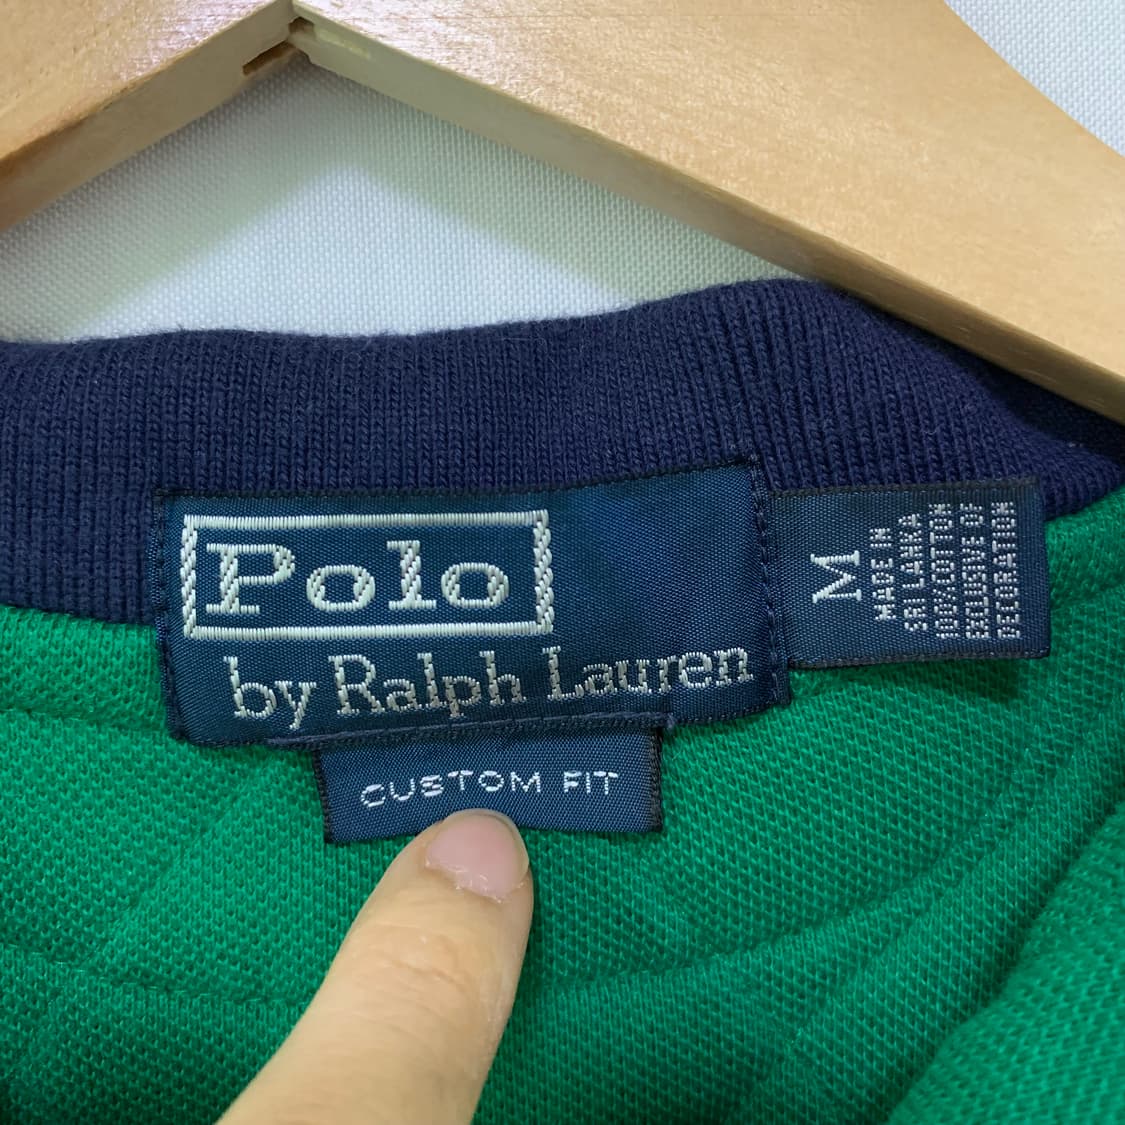 Polo
by Ralph Lauren
CUSTOM FIT
M
MADE IN
SRI LANKA
100% COTTON
EXCLUSIVE OF
DECORATION